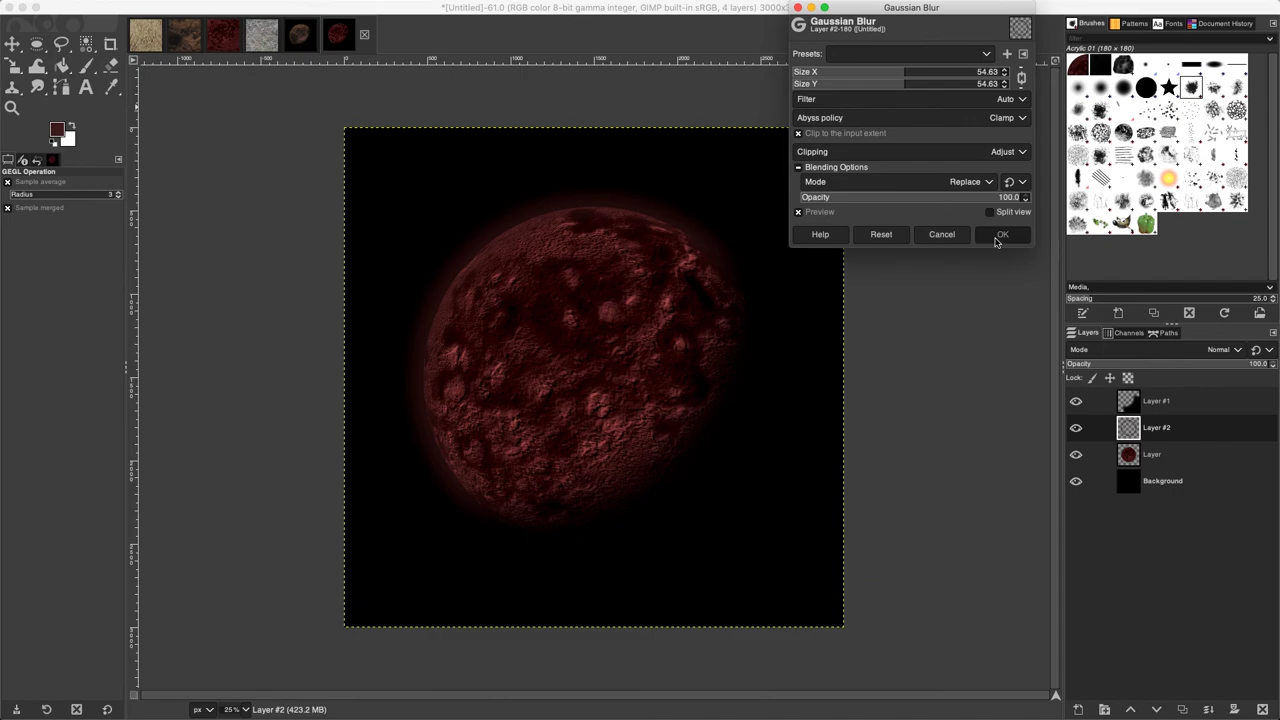 *[Untitled]-61.0 (RGB color 8-bit gamma integer, GIMP built-in sRGB, 4 layers) 3000x
Gaussian Blur
Gaussian Blur
Layer #2-180 ([Untitled])
Presets:
Size X 54.63
Size Y 54.63
Filter Auto
Abyss policy Clamp
Clip to the input extent
Clipping Adjust
Blending Options
Mode Replace
Opacity 100.0
Preview Split view
Help Reset Cancel OK
GEGL Operation
Sample average
Radius 3
Sample merged
Brushes Patterns Fonts Document History
filter
Acrylic 01 (180 × 180)
Media,
Spacing 25.0
Layers Channels Paths
Mode Normal
Opacity 100.0
Lock:
Layer #1
Layer #2
Layer
Background
px 25% Layer #2 (423.2 MB)